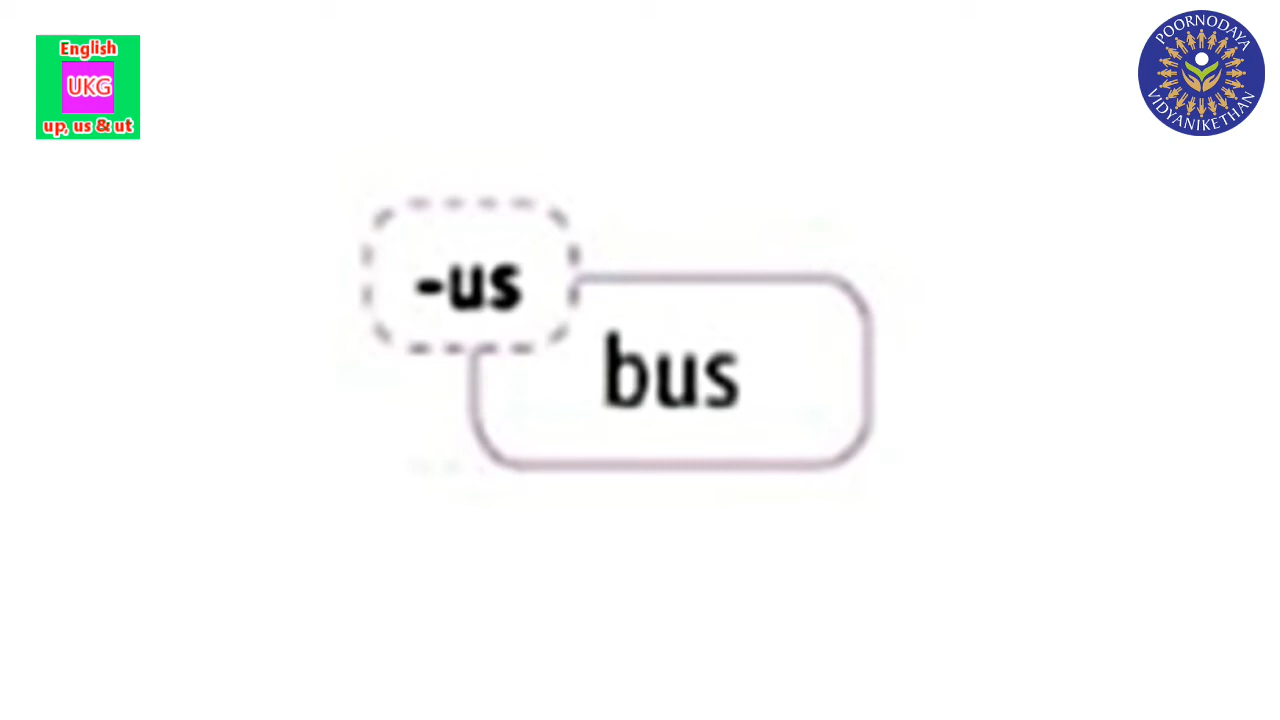 English
UKG
up, us & ut
POORNODAYA
VIDYANIKETHAN
-us
bus